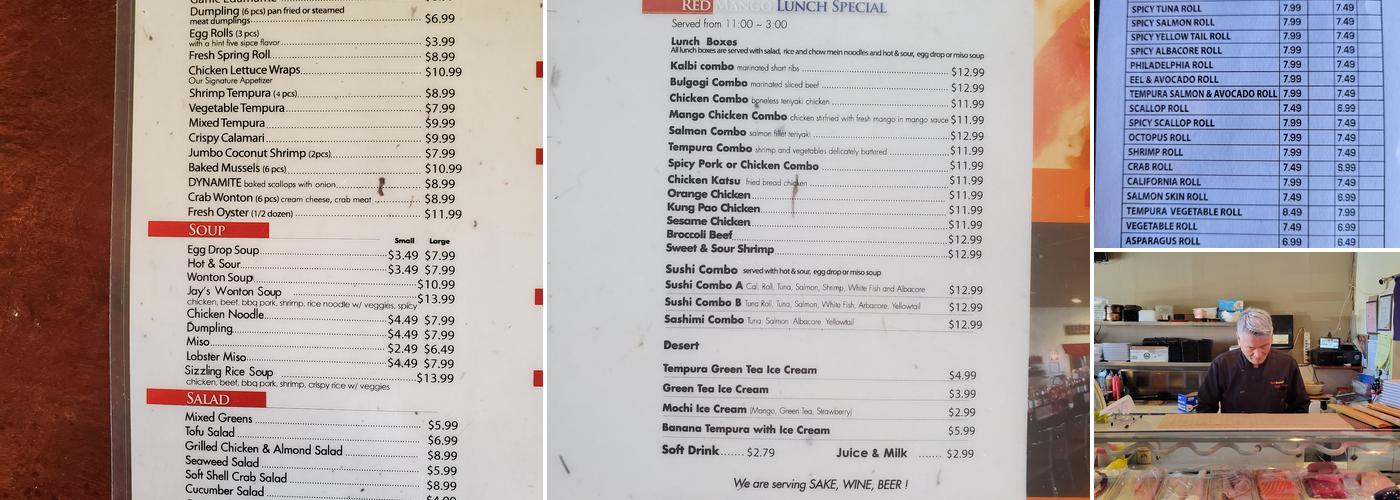 Dumpling (6 pcs) pan fried or steamed
meat dumplings $6.99
Egg Rolls (3 pcs)
with a hint five sipce flavor $3.99
Fresh Spring Roll $8.99
Chicken Lettuce Wraps $10.99
Our Signature Appetizer
Shrimp Tempura (4 pcs) $8.99
Vegetable Tempura $7.99
Mixed Tempura $9.99
Crispy Calamari $9.99
Jumbo Coconut Shrimp (2pcs) $7.99
Baked Mussels (6 pcs) $10.99
DYNAMITE baked scallops with onion $8.99
Crab Wonton (6 pcs) cream cheese, crab meat $8.99
Fresh Oyster (1/2 dozen) $11.99
SOUP
Small Large
Egg Drop Soup $3.49 $7.99
Hot & Sour $3.49 $7.99
Wonton Soup $10.99
Jay's Wonton Soup $13.99
chicken, beef, bbq pork, shrimp, rice noodle w/ veggies, spicy
Chicken Noodle $4.49 $7.99
Dumpling $4.49 $7.99
Miso $2.49 $6.49
Lobster Miso $4.49 $7.99
Sizzling Rice Soup $13.99
chicken, beef, bbq pork, shrimp, crispy rice w/ veggies
SALAD
Mixed Greens $5.99
Tofu Salad $6.99
Grilled Chicken & Almond Salad $8.99
Seaweed Salad $5.99
Soft Shell Crab Salad $8.99
Cucumber Salad
RED MANGO LUNCH SPECIAL
Served from 11:00 ~ 3:00
Lunch Boxes
All lunch boxes are served with salad, rice and chow mein noodles and hot & sour, egg drop or miso soup
Kalbi combo marinated short ribs $12.99
Bulgogi Combo marinated sliced beef $12.99
Chicken Combo boneless teriyaki chicken $11.99
Mango Chicken Combo chicken stirfried with fresh mango in mango sauce $11.99
Salmon Combo salmon fillet teriyaki $12.99
Tempura Combo shrimp and vegetables delicately battered $11.99
Spicy Pork or Chicken Combo $11.99
Chicken Katsu fried bread chicken $11.99
Orange Chicken $11.99
Kung Pao Chicken $11.99
Sesame Chicken $11.99
Broccoli Beef $12.99
Sweet & Sour Shrimp $12.99
Sushi Combo served with hot & sour, egg drop or miso soup
Sushi Combo A Cal. Roll, Tuna, Salmon, Shrimp, White Fish and Albacore $12.99
Sushi Combo B Tuna Roll, Tuna, Salmon, White Fish, Arbacore, Yellowtail $12.99
Sashimi Combo Tuna Salmon Albacore Yellowtail $12.99
Desert
Tempura Green Tea Ice Cream $4.99
Green Tea Ice Cream $3.99
Mochi Ice Cream (Mango, Green Tea, Strawberry) $2.99
Banana Tempura with Ice Cream $5.99
Soft Drink ...... $2.79 Juice & Milk ...... $2.99
We are serving SAKE, WINE, BEER !
SPICY TUNA ROLL 7.99 7.49
SPICY SALMON ROLL 7.99 7.49
SPICY YELLOW TAIL ROLL 7.99 7.49
SPICY ALBACORE ROLL 7.99 7.49
PHILADELPHIA ROLL 7.99 7.49
EEL & AVOCADO ROLL 7.99 7.49
TEMPURA SALMON & AVOCADO ROLL 7.99 7.49
SCALLOP ROLL 7.49 6.99
SPICY SCALLOP ROLL 7.99 7.49
OCTOPUS ROLL 7.99 7.49
SHRIMP ROLL 7.99 7.49
CRAB ROLL 7.49 6.99
CALIFORNIA ROLL 7.99 7.49
SALMON SKIN ROLL 7.49 6.99
TEMPURA VEGETABLE ROLL 8.49 7.99
VEGETABLE ROLL 7.49 6.99
ASPARAGUS ROLL 6.99 6.49